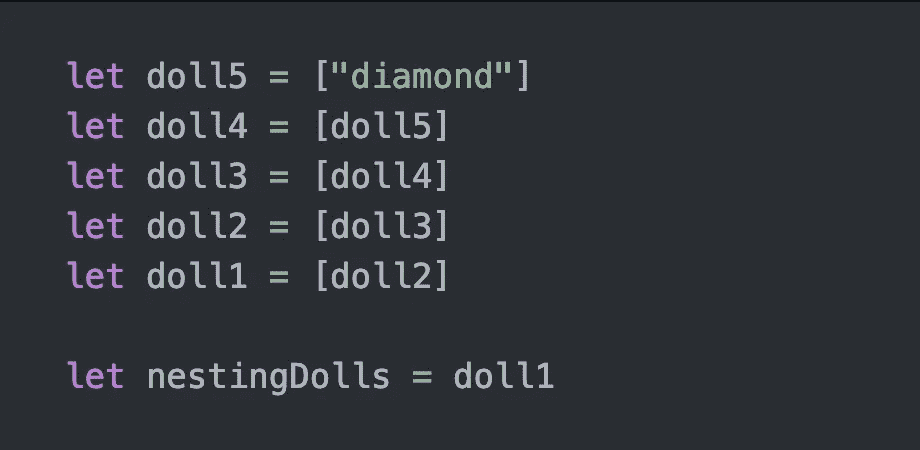 let doll5 = ["diamond"]
let doll4 = [doll5]
let doll3 = [doll4]
let doll2 = [doll3]
let doll1 = [doll2]
let nestingDolls = doll1